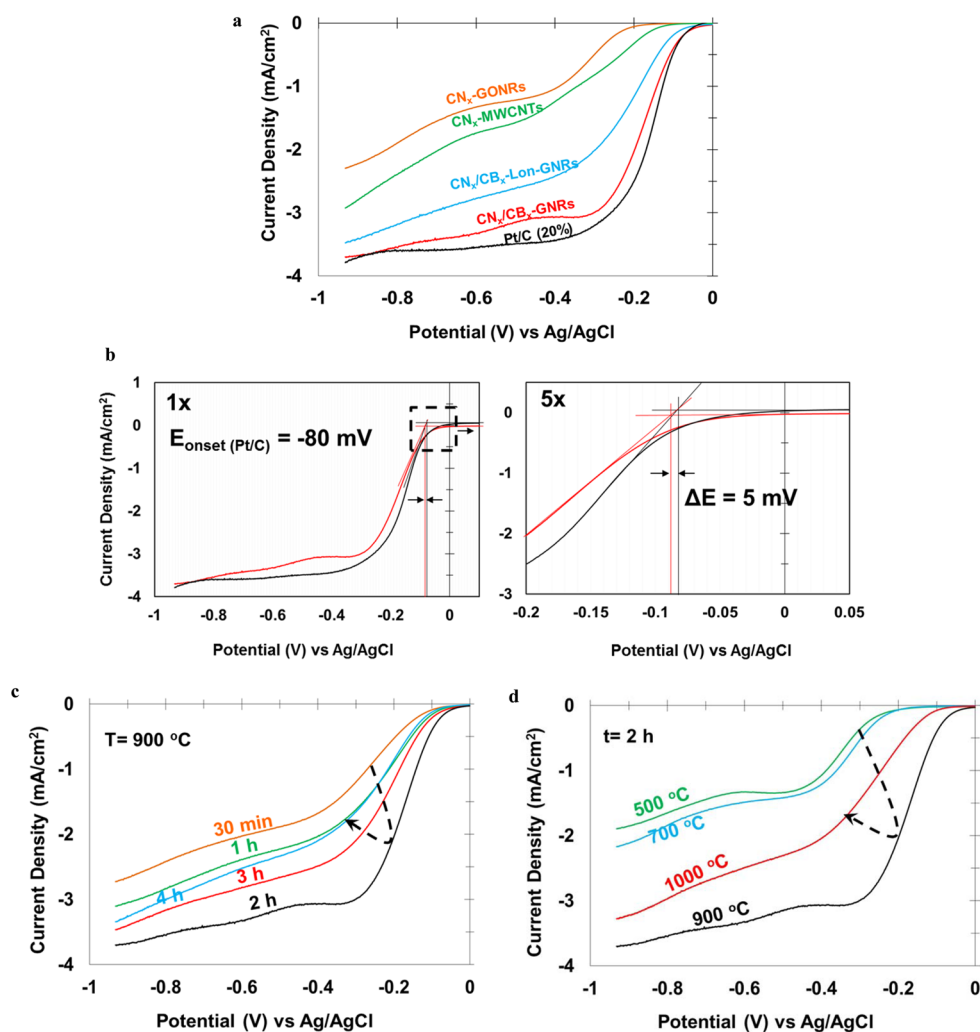 a
0
-1
-2
-3
-4
Current Density (mA/cm²)
CNₓ-GONRs
CNₓ-MWCNTs
CNₓ/CBₓ-Lon-GNRs
CNₓ/CBₓ-GNRs
Pt/C (20%)
-1 -0.8 -0.6 -0.4 -0.2 0
Potential (V) vs Ag/AgCl
b
1
0
-1
-2
-3
-4
Current Density (mA/cm²)
1x
E onset (Pt/C) = -80 mV
-1 -0.8 -0.6 -0.4 -0.2 0
Potential (V) vs Ag/AgCl
0
-1
-2
-3
5x
ΔE = 5 mV
-0.2 -0.15 -0.1 -0.05 0 0.05
Potential (V) vs Ag/AgCl
c
0
-1
-2
-3
-4
Current Density (mA/cm²)
T= 900 °C
30 min
1 h
4 h
3 h
2 h
-1 -0.8 -0.6 -0.4 -0.2 0
Potential (V) vs Ag/AgCl
d
0
-1
-2
-3
-4
Current Density (mA/cm²)
t= 2 h
500 °C
700 °C
1000 °C
900 °C
-1 -0.8 -0.6 -0.4 -0.2 0
Potential (V) vs Ag/AgCl